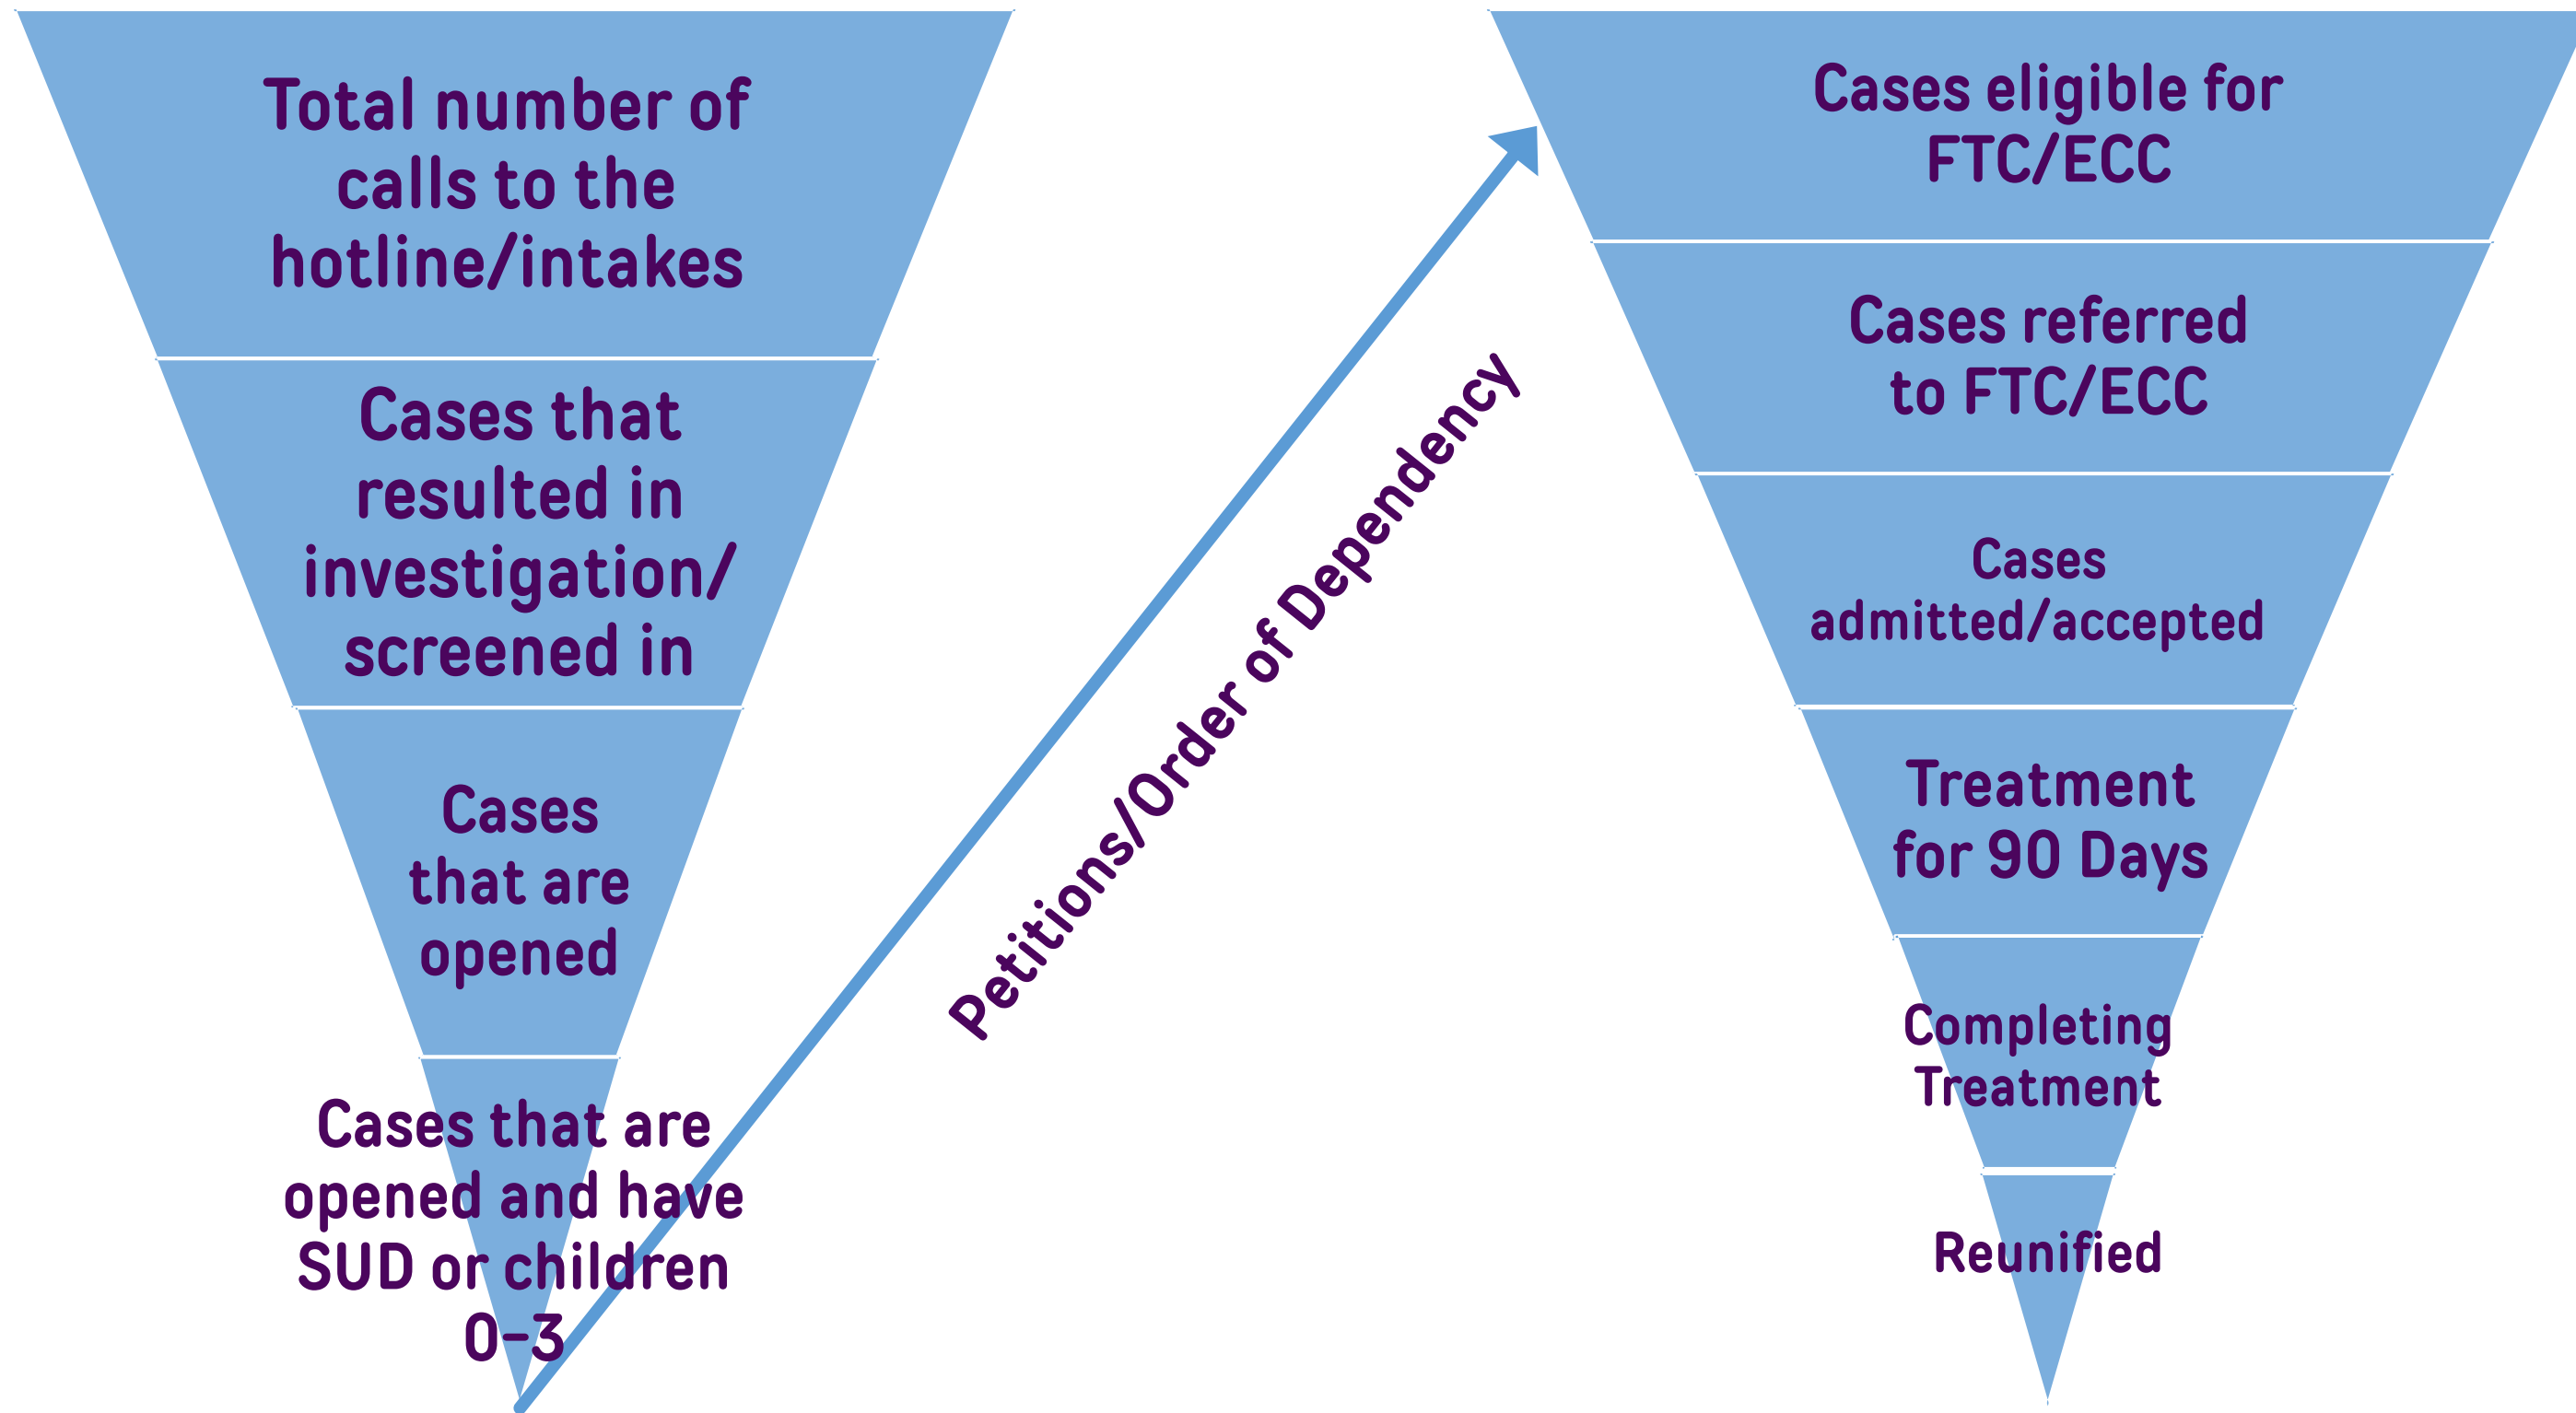 Total number of
calls to the
hotline/intakes
Cases that
resulted in
investigation/
screened in
Cases
that are
opened
Cases that are
opened and have
SUD or children
0–3
Petitions/Order of Dependency
Cases eligible for
FTC/ECC
Cases referred
to FTC/ECC
Cases
admitted/accepted
Treatment
for 90 Days
Completing
Treatment
Reunified